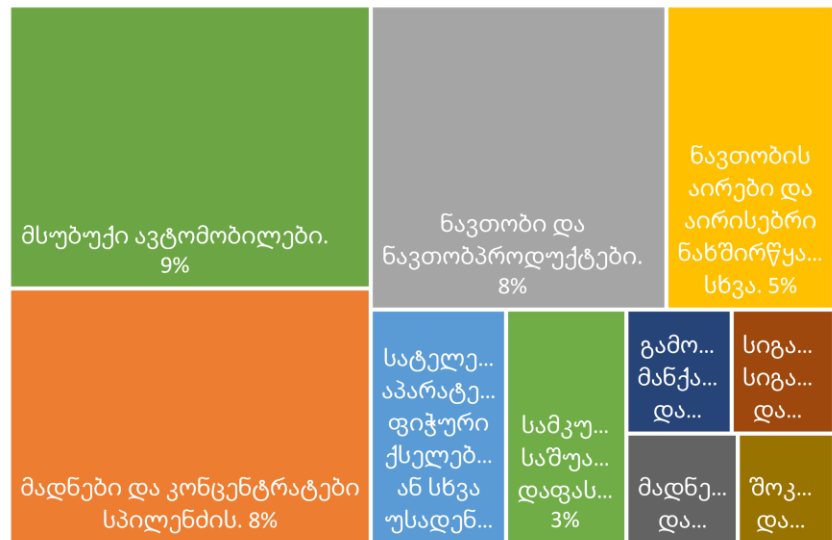 მსუბუქი ავტომობილები.
9%
ნავთობი და
ნავთობპროდუქტები.
8%
ნავთობის
აირები და
აირისებრი
ნახშირწყა...
სხვა. 5%
მადნები და კონცენტრატები
სპილენძის. 8%
სატელე...
აპარატე...
ფიჭური
ქსელებ...
ან სხვა
უსადენ...
სამკუ...
საშუა...
დაფას...
3%
გამო...
მანქა...
და...
სიგა...
სიგა...
და...
მადნე...
და...
შოკ...
და...